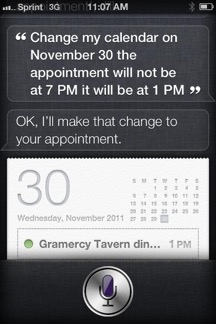 Sprint 3G 11:07 AM
“ Change my calendar on
November 30 the
appointment will not be
at 7 PM it will be at 1 PM ”
OK, I'll make that change to
your appointment.
30
S M T W T F S
Wednesday, November 2011
Gramercy Tavern din... 1 PM